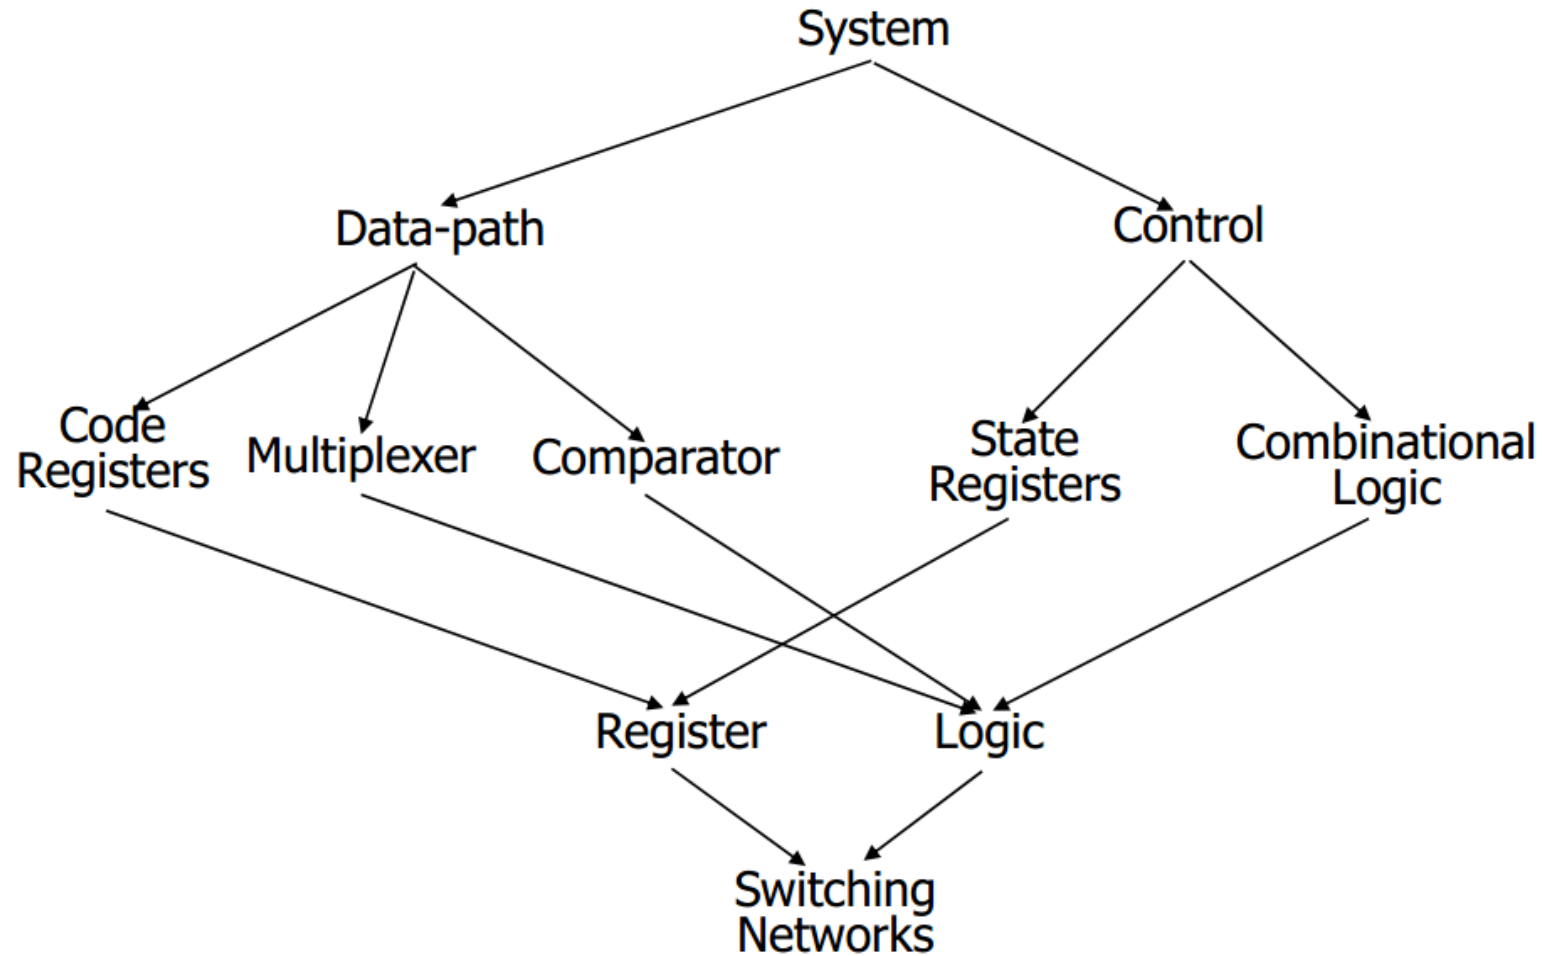 System
Data-path
Control
Code
Registers
Multiplexer
Comparator
State
Registers
Combinational
Logic
Register
Logic
Switching
Networks